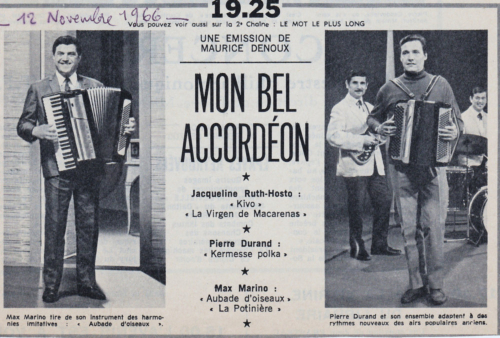 12 Novembre 1966
19.25
Vous pouvez voir aussi sur la 2e Chaîne : LE MOT LE PLUS LONG
UNE EMISSION DE
MAURICE DENOUX
MON BEL
ACCORDÉON
★
Jacqueline Ruth-Hosto :
« Kivo »
« La Virgen de Macarenas »
★
Pierre Durand :
« Kermesse polka »
★
Max Marino :
« Aubade d'oiseaux »
« La Potinière »
★
Max Marino tire de son instrument des harmo-
nies imitatives : « Aubade d'oiseaux ».
Pierre Durand et son ensemble adaptent à des
rythmes nouveaux des airs populaires anciens.